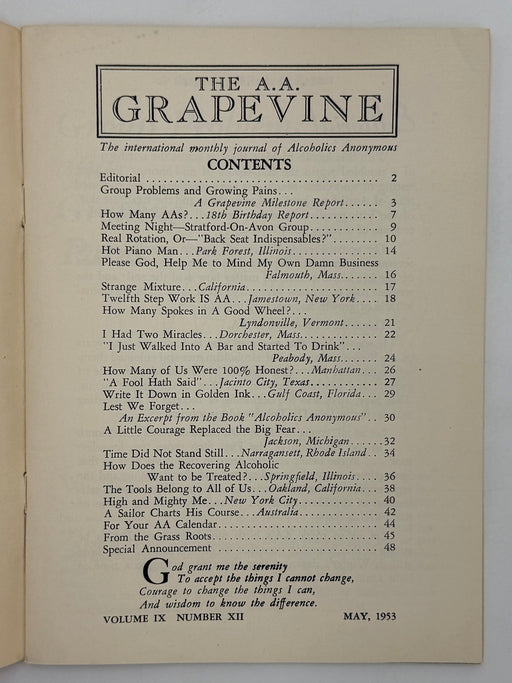 THE A.A.
GRAPEVINE
The international monthly journal of Alcoholics Anonymous
CONTENTS
Editorial . . . . . . . . . . . . . . . . . . . . . . . . . . . . . . . . . . . . . 2
Group Problems and Growing Pains...
A Grapevine Milestone Report...... 3
How Many AAs?...18th Birthday Report............ 7
Meeting Night—Stratford-On-Avon Group............ 9
Real Rotation, Or—"Back Seat Indispensables?"........ 10
Hot Piano Man...Park Forest, Illinois............... 14
Please God, Help Me to Mind My Own Damn Business
Falmouth, Mass....... 16
Strange Mixture...California...................... 17
Twelfth Step Work IS AA...Jamestown, New York.... 18
How Many Spokes in A Good Wheel?...
Lyndonville, Vermont...... 21
I Had Two Miracles...Dorchester, Mass............. 22
"I Just Walked Into A Bar and Started To Drink"...
Peabody, Mass....... 24
How Many of Us Were 100% Honest?...Manhattan... 26
"A Fool Hath Said"...Jacinto City, Texas........... 27
Write It Down in Golden Ink...Gulf Coast, Florida... 29
Lest We Forget...
An Excerpt from the Book "Alcoholics Anonymous".. 30
A Little Courage Replaced the Big Fear...
Jackson, Michigan......32
Time Did Not Stand Still...Narragansett, Rhode Island.. 34
How Does the Recovering Alcoholic
Want to be Treated?...Springfield, Illinois.... 36
The Tools Belong to All of Us...Oakland, California... 38
High and Mighty Me...New York City............. 40
A Sailor Charts His Course...Australia............. 42
For Your AA Calendar........................... 44
From the Grass Roots............................ 45
Special Announcement .......................... 48
God grant me the serenity
To accept the things I cannot change,
Courage to change the things I can,
And wisdom to know the difference.
VOLUME IX NUMBER XII MAY, 1953